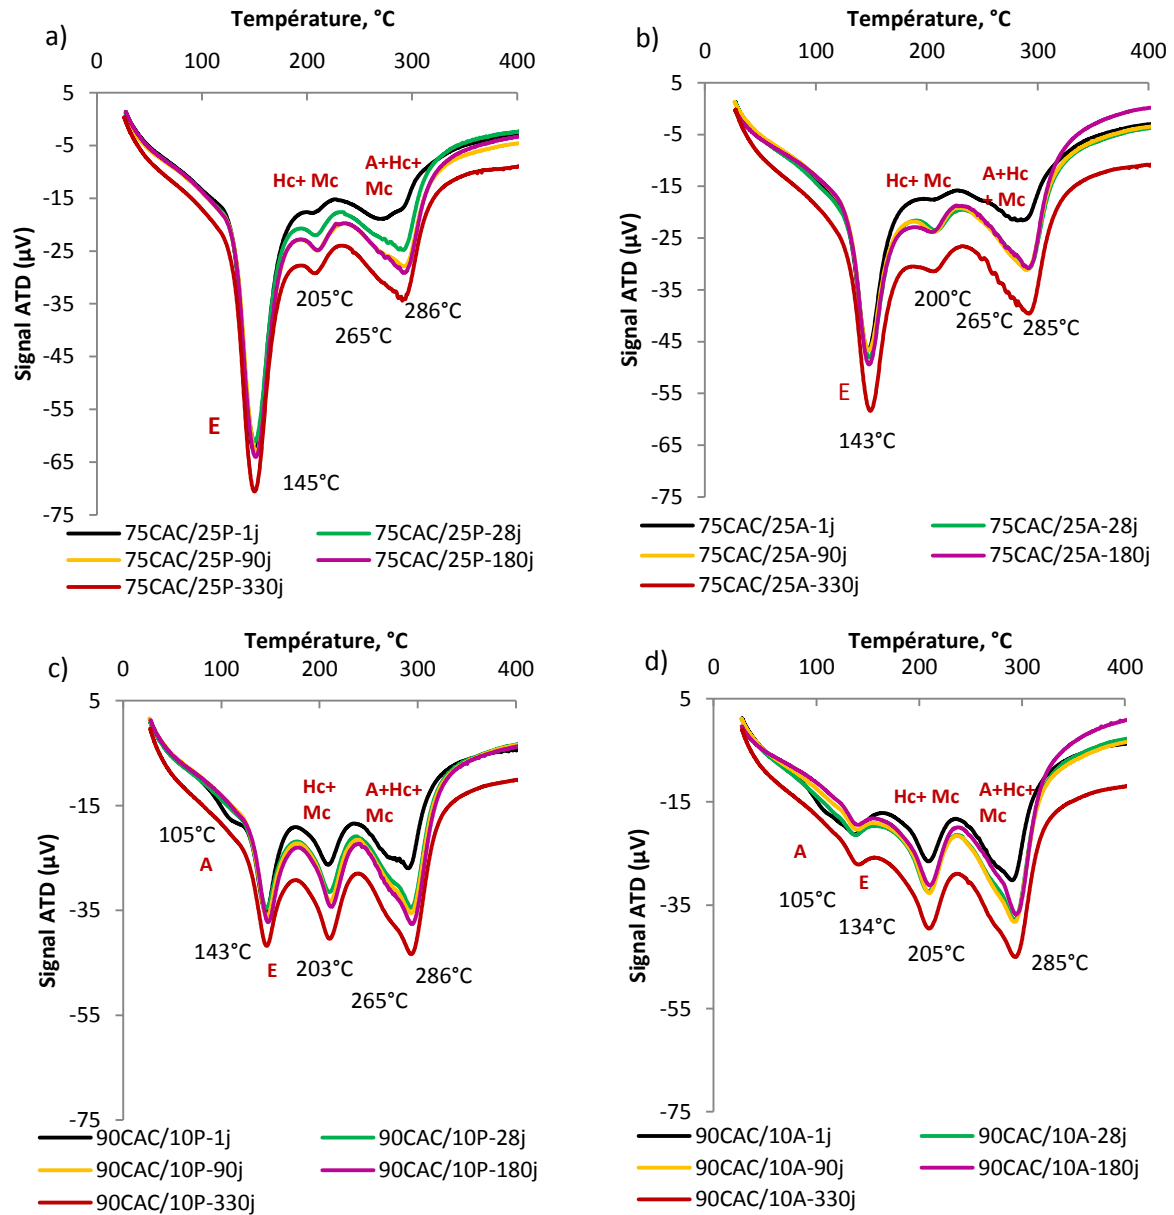 a)
Température, °C
0 100 200 300 400
5
-5
-15
-25
-35
-45
-55
-65
-75
Signal ATD (µV)
Hc+ Mc
A+Hc+
Mc
205°C
265°C
286°C
E
145°C
75CAC/25P-1j
75CAC/25P-28j
75CAC/25P-90j
75CAC/25P-180j
75CAC/25P-330j
b)
Température, °C
0 100 200 300 400
5
-5
-15
-25
-35
-45
-55
-65
-75
Signal ATD (µV)
Hc+ Mc
A+Hc
+ Mc
200°C
265°C
285°C
E
143°C
75CAC/25A-1j
75CAC/25A-28j
75CAC/25A-90j
75CAC/25A-180j
75CAC/25A-330j
c)
Température, °C
0 100 200 300 400
5
-15
-35
-55
-75
Signal ATD (µV)
Hc+
Mc
A+Hc+
Mc
105°C
A
143°C
E
203°C
265°C
286°C
90CAC/10P-1j
90CAC/10P-28j
90CAC/10P-90j
90CAC/10P-180j
90CAC/10P-330j
d)
Température, °C
0 100 200 300 400
5
-15
-35
-55
-75
Signal ATD (µV)
Hc+ Mc
A+Hc+
Mc
A
E
105°C
134°C
205°C
285°C
90CAC/10A-1j
90CAC/10A-28j
90CAC/10A-90j
90CAC/10A-180j
90CAC/10A-330j